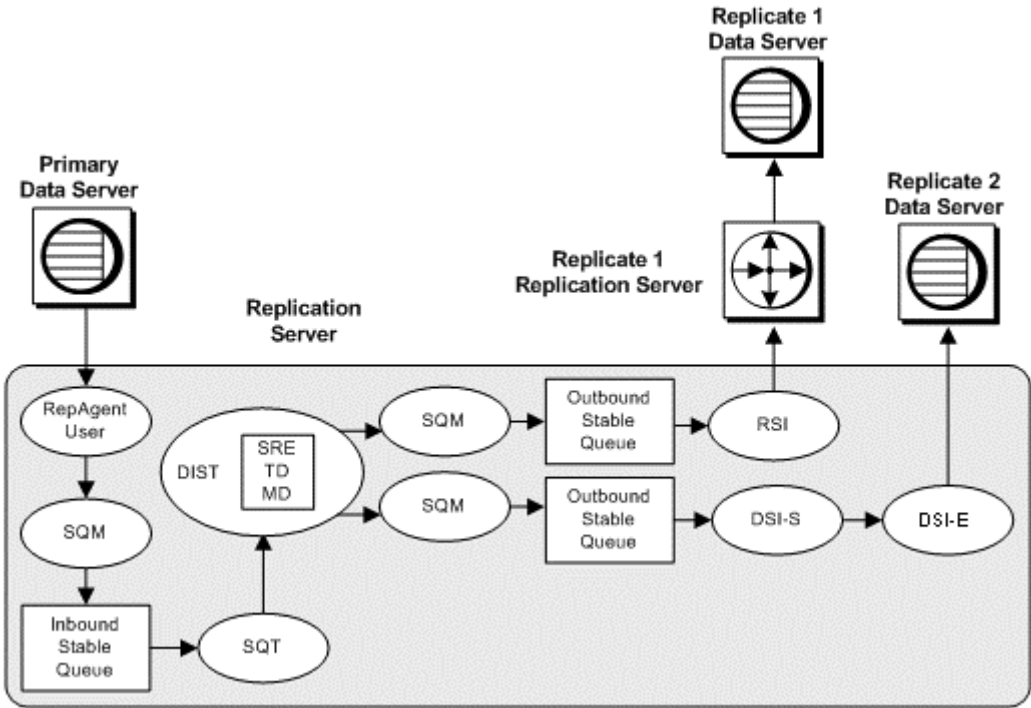 Replicate 1
Data Server
Primary
Data Server
Replicate 2
Data Server
Replicate 1
Replication Server
Replication
Server
RepAgent
User
SQM
Inbound
Stable
Queue
SQT
DIST
SRE
TD
MD
SQM
Outbound
Stable
Queue
RSI
SQM
Outbound
Stable
Queue
DSI-S
DSI-E